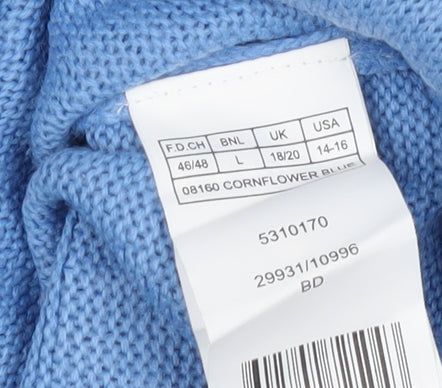 F.D.CH BNL UK USA
46/48 L 18/20 14-16
08160 CORNFLOWER BLUE
5310170
29931/10996
BD